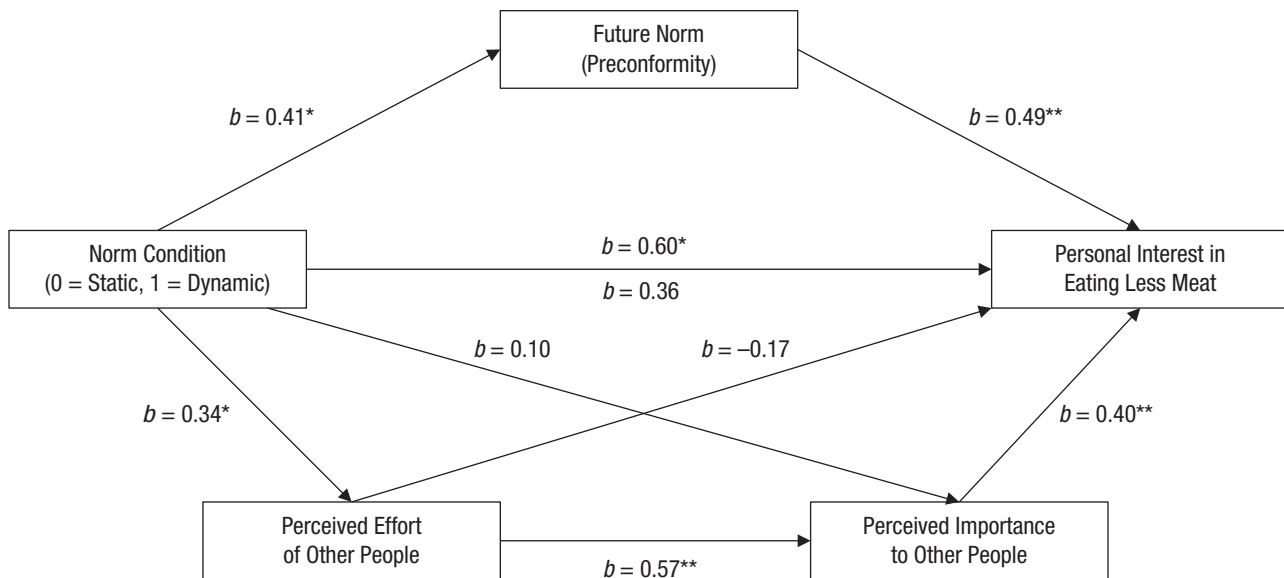 Future Norm
(Preconformity)
b = 0.41*
b = 0.49**
Norm Condition
(0 = Static, 1 = Dynamic)
b = 0.60*
b = 0.36
Personal Interest in
Eating Less Meat
b = 0.10
b = –0.17
b = 0.34*
b = 0.40**
Perceived Effort
of Other People
b = 0.57**
Perceived Importance
to Other People